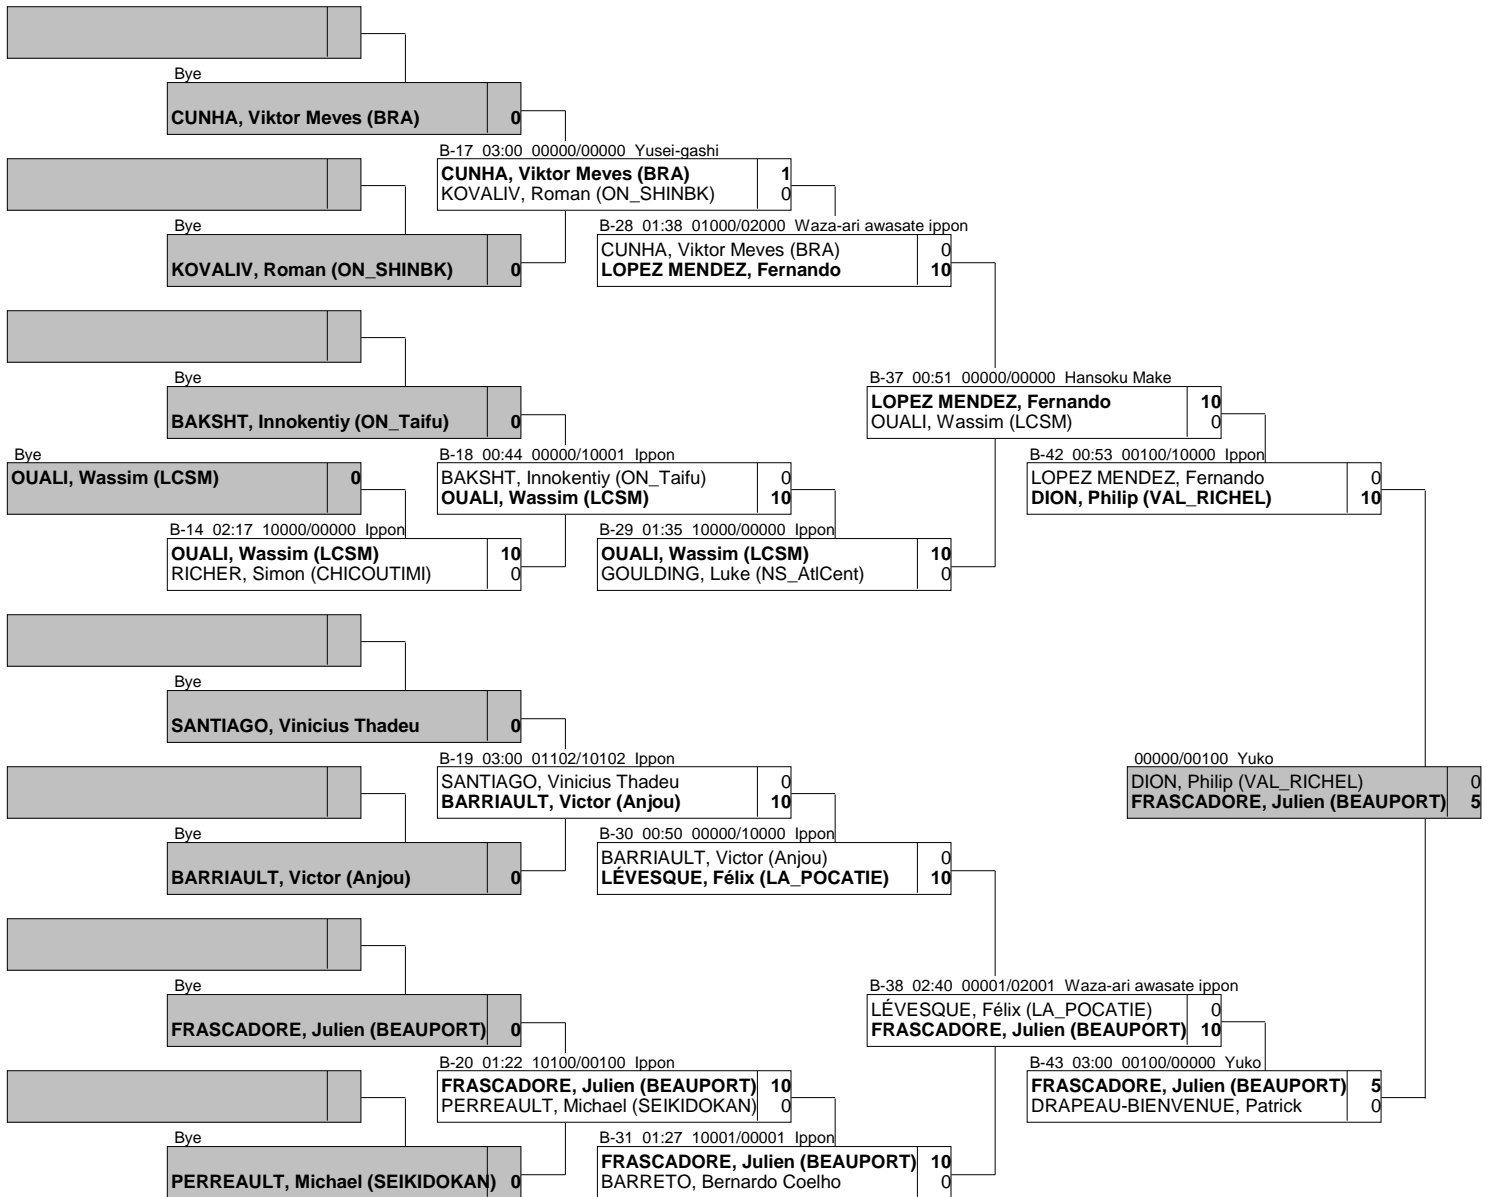 Bye
CUNHA, Viktor Meves (BRA) 0
B-17 03:00 00000/00000 Yusei-gashi
CUNHA, Viktor Meves (BRA) 1
KOVALIV, Roman (ON_SHINBK) 0
Bye
KOVALIV, Roman (ON_SHINBK) 0
B-28 01:38 01000/02000 Waza-ari awasate ippon
CUNHA, Viktor Meves (BRA) 0
LOPEZ MENDEZ, Fernando 10
Bye
BAKSHT, Innokentiy (ON_Taifu) 0
B-37 00:51 00000/00000 Hansoku Make
LOPEZ MENDEZ, Fernando 10
OUALI, Wassim (LCSM) 0
Bye
OUALI, Wassim (LCSM) 0
B-18 00:44 00000/10001 Ippon
BAKSHT, Innokentiy (ON_Taifu) 0
OUALI, Wassim (LCSM) 10
B-42 00:53 00100/10000 Ippon
LOPEZ MENDEZ, Fernando 0
DION, Philip (VAL_RICHEL) 10
B-14 02:17 10000/00000 Ippon
OUALI, Wassim (LCSM) 10
RICHER, Simon (CHICOUTIMI) 0
B-29 01:35 10000/00000 Ippon
OUALI, Wassim (LCSM) 10
GOULDING, Luke (NS_AtlCent) 0
Bye
SANTIAGO, Vinicius Thadeu 0
B-19 03:00 01102/10102 Ippon
SANTIAGO, Vinicius Thadeu 0
BARRIAULT, Victor (Anjou) 10
00000/00100 Yuko
DION, Philip (VAL_RICHEL) 0
FRASCADORE, Julien (BEAUPORT) 5
Bye
BARRIAULT, Victor (Anjou) 0
B-30 00:50 00000/10000 Ippon
BARRIAULT, Victor (Anjou) 0
LÉVESQUE, Félix (LA_POCATIE) 10
Bye
FRASCADORE, Julien (BEAUPORT) 0
B-38 02:40 00001/02001 Waza-ari awasate ippon
LÉVESQUE, Félix (LA_POCATIE) 0
FRASCADORE, Julien (BEAUPORT) 10
B-20 01:22 10100/00100 Ippon
FRASCADORE, Julien (BEAUPORT) 10
PERREAULT, Michael (SEIKIDOKAN) 0
B-43 03:00 00100/00000 Yuko
FRASCADORE, Julien (BEAUPORT) 5
DRAPEAU-BIENVENUE, Patrick 0
Bye
PERREAULT, Michael (SEIKIDOKAN) 0
B-31 01:27 10001/00001 Ippon
FRASCADORE, Julien (BEAUPORT) 10
BARRETO, Bernardo Coelho 0